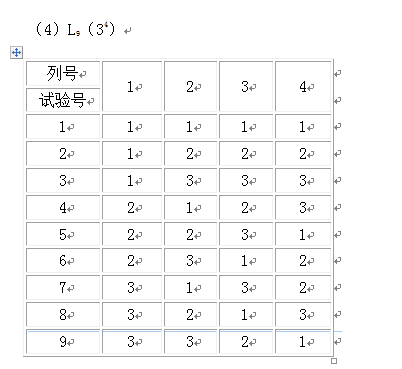 （4）L₉（3⁴）
列号 1 2 3 4
试验号
1 1 1 1 1
2 1 2 2 2
3 1 3 3 3
4 2 1 2 3
5 2 2 3 1
6 2 3 1 2
7 3 1 3 2
8 3 2 1 3
9 3 3 2 1